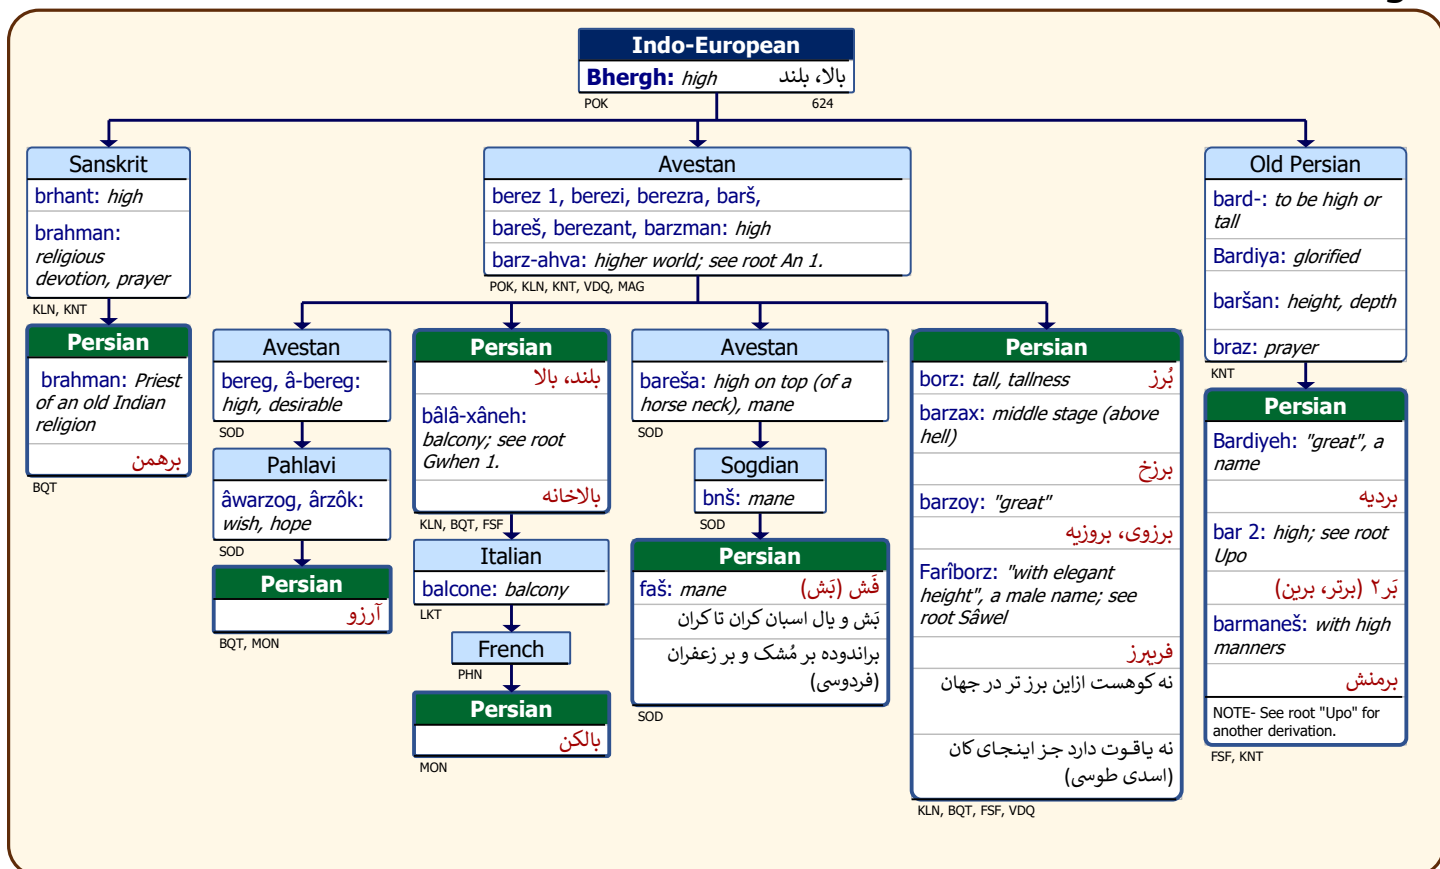 Indo-European
Bhergh: high بالا، بلند
POK 624
Sanskrit
brhant: high
brahman:
religious
devotion, prayer
KLN, KNT
Persian
brahman: Priest
of an old Indian
religion
برهمن
BQT
Avestan
berez 1, berezi, berezra, barš,
bareš, berezant, barzman: high
barz-ahva: higher world; see root An 1.
POK, KLN, KNT, VDQ, MAG
Avestan
bereg, â-bereg:
high, desirable
SOD
Pahlavi
âwarzog, ârzôk:
wish, hope
SOD
Persian
آرزو
BQT, MON
Persian
بلند، بالا
bâlâ-xâneh:
balcony; see root
Gwhen 1.
بالاخانه
KLN, BQT, FSF
Italian
balcone: balcony
LKT
French
PHN
Persian
بالکن
MON
Avestan
bareša: high on top (of a
horse neck), mane
SOD
Sogdian
bnš: mane
SOD
Persian
faš: mane فَش (بَش)
بَش و یال اسبان کران تا کران
براندوده بر مُشک و بر زعفران
(فردوسی)
SOD
Persian
borz: tall, tallness بُرز
barzax: middle stage (above
hell)
برزخ
barzoy: "great"
برزوی، بروزیه
Farîborz: "with elegant
height", a male name; see
root Sâwel
فریبرز
نه کوهست ازاین برز تر در جهان
نه یاقوت دارد جز اینجای کان
(اسدی طوسی)
KLN, BQT, FSF, VDQ
Old Persian
bard-: to be high or
tall
Bardiya: glorified
baršan: height, depth
braz: prayer
KNT
Persian
Bardiyeh: "great", a
name
بردیه
bar 2: high; see root
Upo
بَر۲ (برتر، برین)
barmaneš: with high
manners
برمنش
NOTE- See root "Upo" for
another derivation.
FSF, KNT